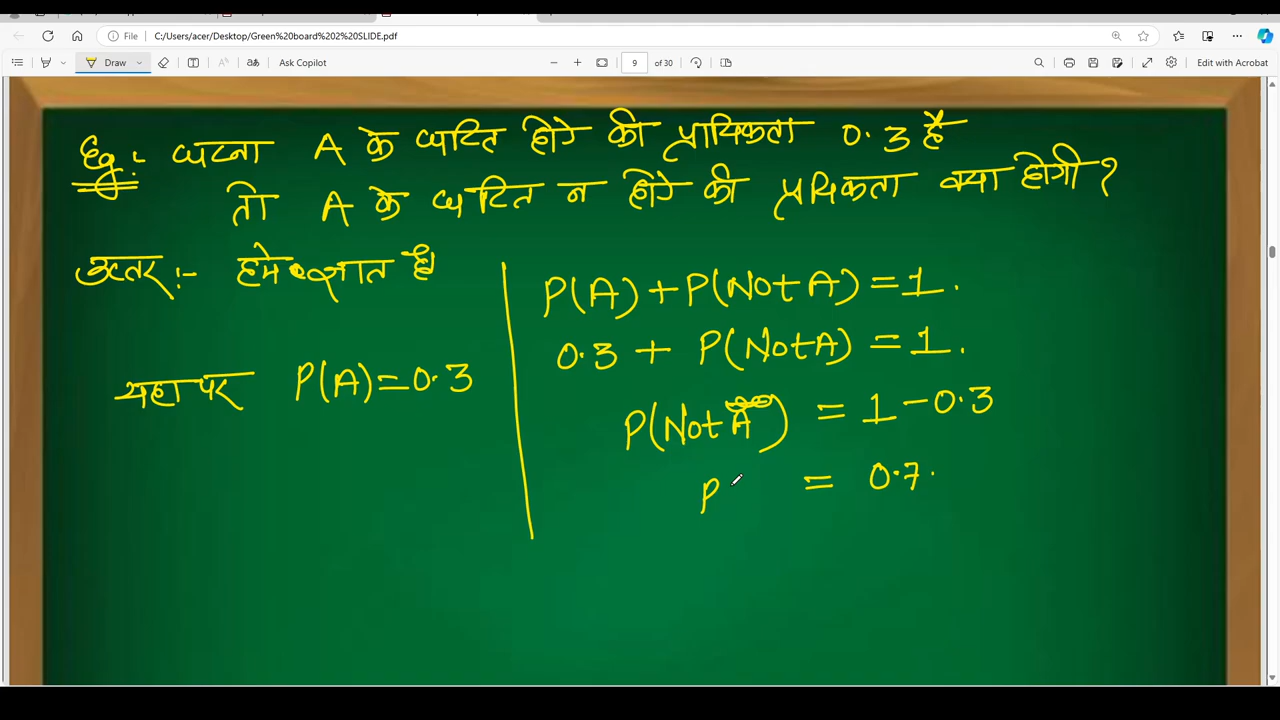 File C:/Users/acer/Desktop/Green%20board%202%20SLIDE.pdf
Draw Ask Copilot 9 of 30 Edit with Acrobat
Eg:- घटना A के घटित होने की प्रायिकता 0.3 है
तो A के घटित न होने की प्रायिकता क्या होगी ?
उत्तर:- हमे ज्ञात है
यहा पर P(A)=0.3
P(A)+P(Not A)=1.
0.3 + P(Not A) = 1.
P(Not A) = 1-0.3
P = 0.7.